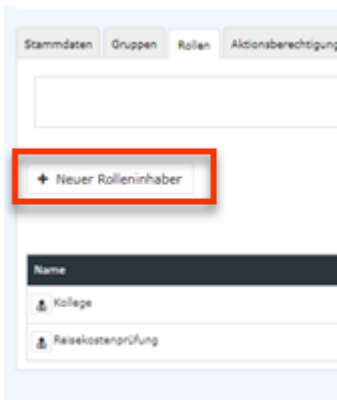 Stammdaten Gruppen Rollen Aktionsberechtigung
+ Neuer Rolleninhaber
Name
Kollege
Reisekostenprüfung